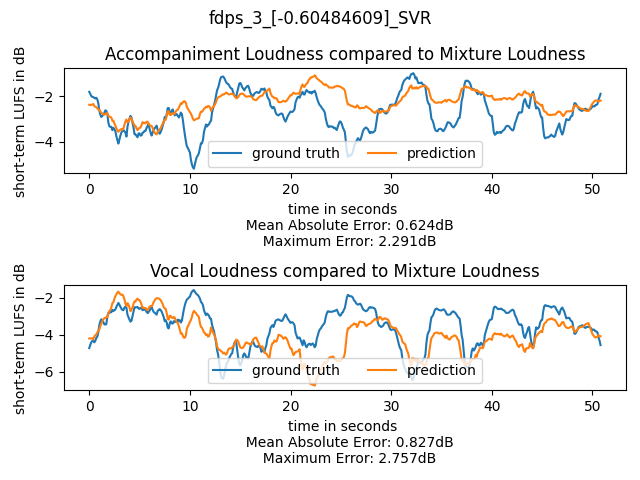 fdps_3_[-0.60484609]_SVR
Accompaniment Loudness compared to Mixture Loudness
short-term LUFS in dB
−2
−4
ground truth
prediction
0 10 20 30 40 50
time in seconds
Mean Absolute Error: 0.624dB
Maximum Error: 2.291dB
Vocal Loudness compared to Mixture Loudness
short-term LUFS in dB
−2
−4
−6
ground truth
prediction
0 10 20 30 40 50
time in seconds
Mean Absolute Error: 0.827dB
Maximum Error: 2.757dB